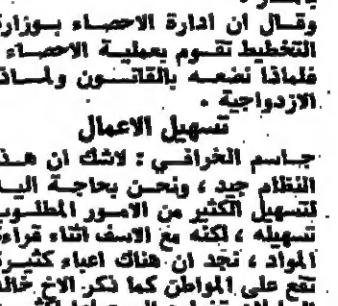 وقال ان ادارة الاحصاء بوزارة
التخطيط تقوم بعملية الاحصاء
فلماذا نضعه بالقانون ولماذا
الازدواجية .
تسهيل الاعمال
جاسم الخرافي : لاشك ان هذا
النظام جيد ، ونحن بحاجة اليه
لتسهيل الكثير من الامور المطلوب
تسهيله ، لكنه مع الاسف اثناء قراءة
المواد ، نجد ان هناك اعباء كثيرة
تقع على المواطن كما ذكر الاخ خالد